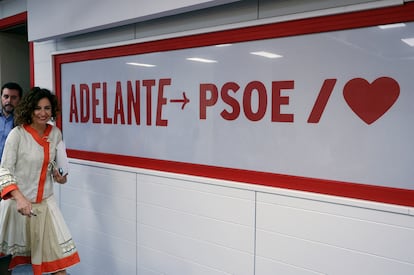 ADELANTE→ PSOE / ♥